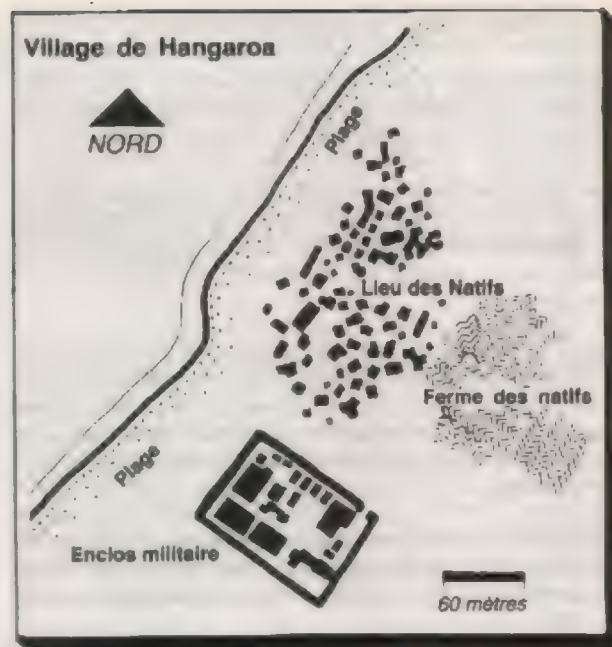 Village de Hangaroa
NORD
Plage
Lieu des Natifs
Ferme des natifs
Plage
Enclos militaire
60 mètres